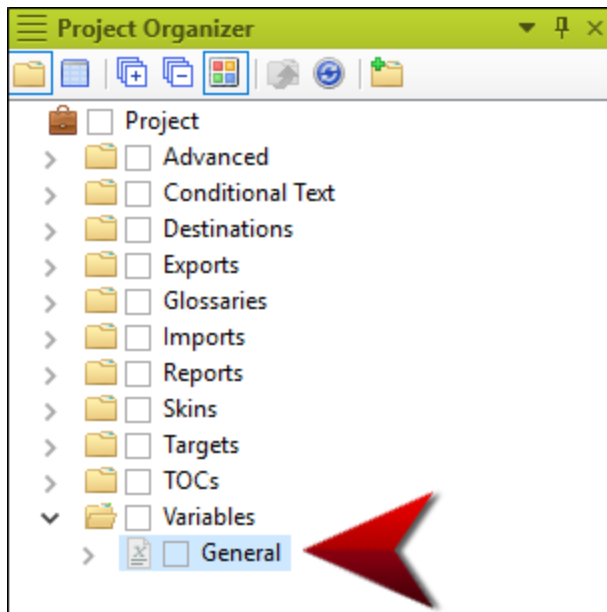 Project Organizer
Project
Advanced
Conditional Text
Destinations
Exports
Glossaries
Imports
Reports
Skins
Targets
TOCs
Variables
General